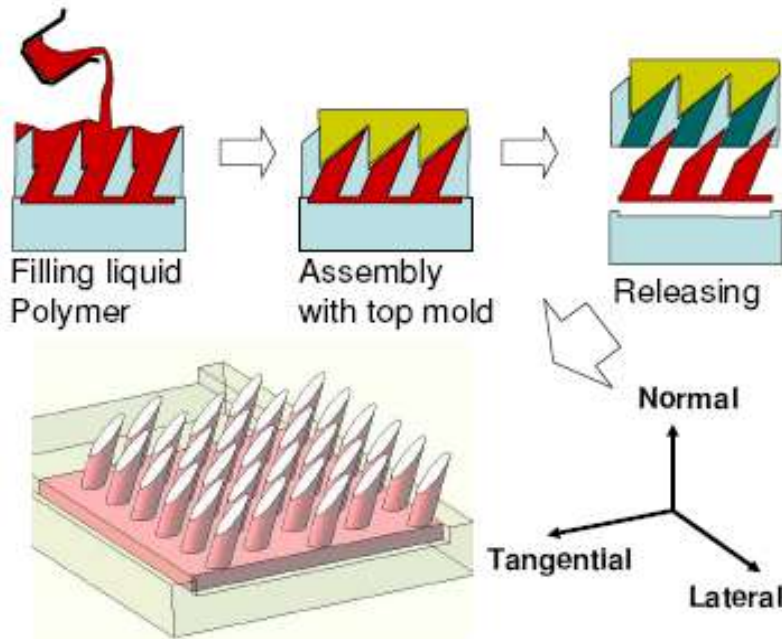 Filling liquid
Polymer
Assembly
with top mold
Releasing
Normal
Tangential
Lateral